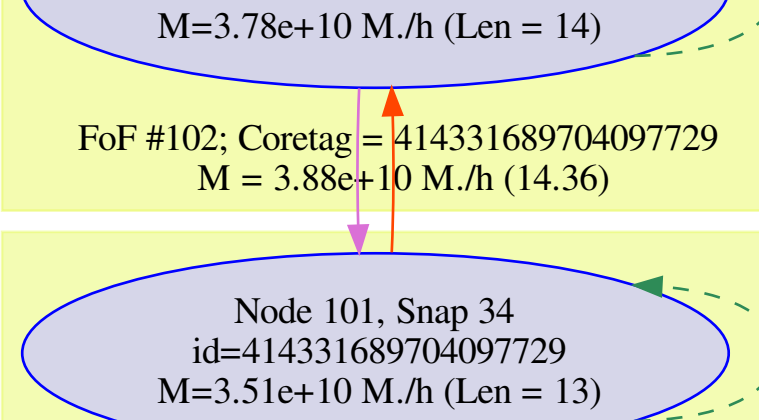 M=3.78e+10 M./h (Len = 14)
FoF #102; Coretag = 414331689704097729
M = 3.88e+10 M./h (14.36)
Node 101, Snap 34
id=414331689704097729
M=3.51e+10 M./h (Len = 13)